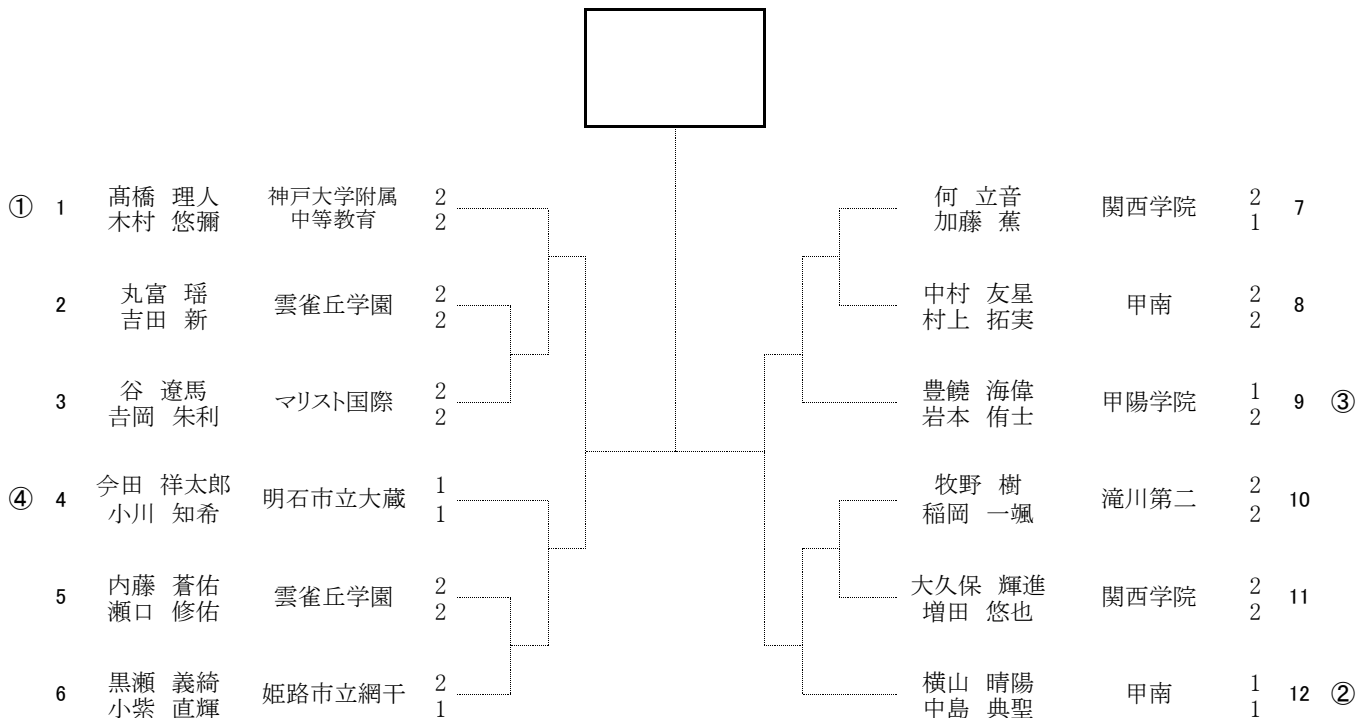 ① 1 髙橋 理人 神戸大学附属 2
木村 悠彌 中等教育 2
2 丸富 瑶 雲雀丘学園 2
吉田 新 2
3 谷 遼馬 マリスト国際 2
吉岡 朱利 2
④ 4 今田 祥太郎 明石市立大蔵 1
小川 知希 1
5 内藤 蒼佑 雲雀丘学園 2
瀬口 修佑 2
6 黒瀬 義綺 姫路市立網干 2
小紫 直輝 1
何 立音 関西学院 2 7
加藤 蕉 1
中村 友星 甲南 2 8
村上 拓実 2
豊饒 海偉 甲陽学院 1 9 ③
岩本 侑士 2
牧野 樹 滝川第二 2 10
稲岡 一颯 2
大久保 輝進 関西学院 2 11
増田 悠也 2
横山 晴陽 甲南 1 12 ②
中島 典聖 1